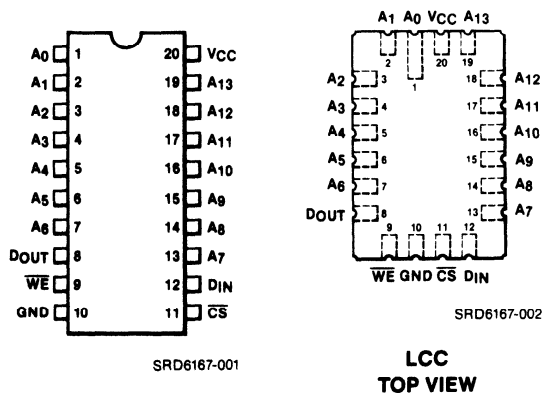 A0 1 20 VCC
A1 2 19 A13
A2 3 18 A12
A3 4 17 A11
A4 5 16 A10
A5 6 15 A9
A6 7 14 A8
DOUT 8 13 A7
WE 9 12 DIN
GND 10 11 CS
SRD6167-001
A1 A0 VCC A13
2 1 20 19
A2 3 18 A12
A3 4 17 A11
A4 5 16 A10
A5 6 15 A9
A6 7 14 A8
DOUT 8 13 A7
9 10 11 12
WE GND CS DIN
SRD6167-002
LCC
TOP VIEW